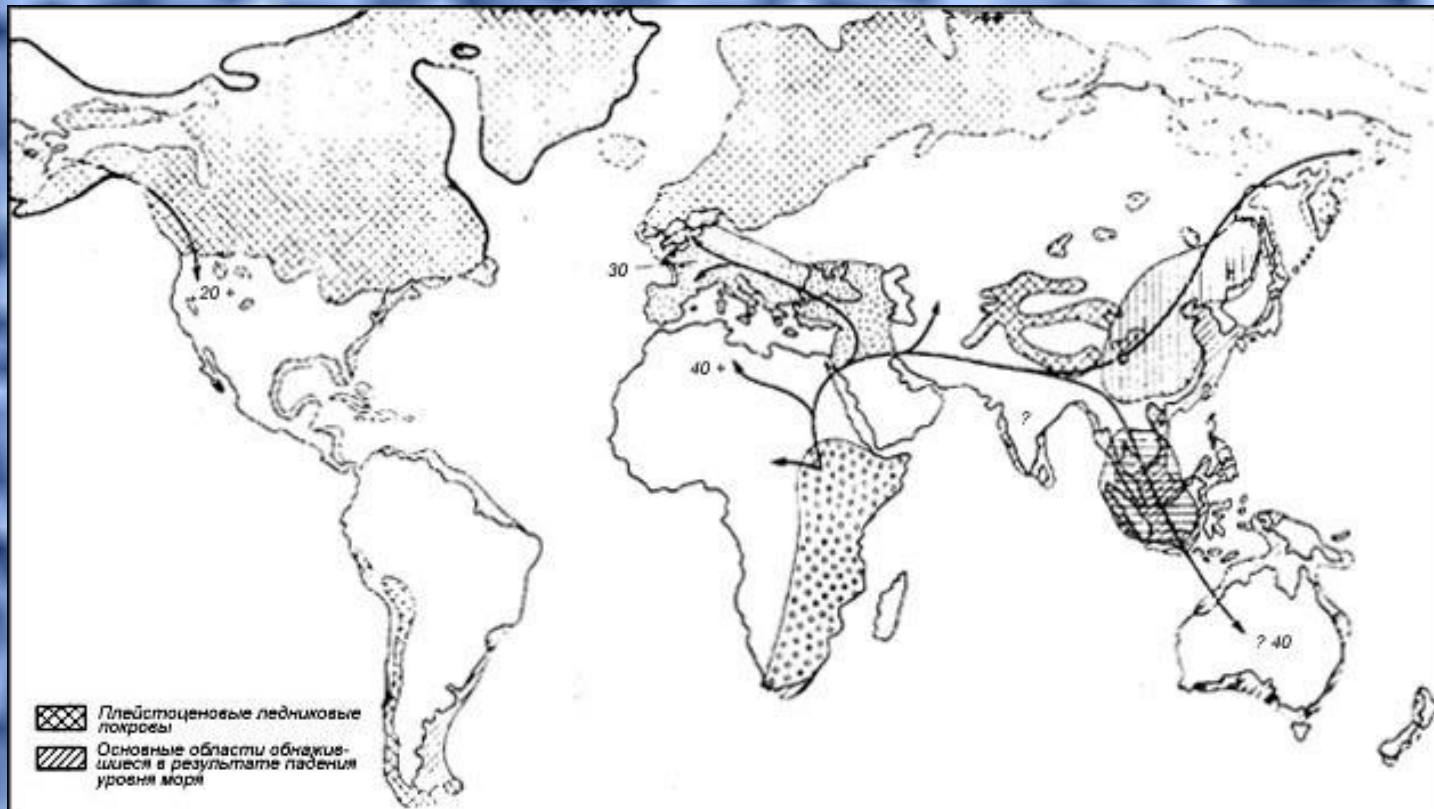 30
20 +
40 +
?
? 40
Плейстоценовые ледниковые
покровы
Основные области обнажив-
шиеся в результате падения
уровня моря